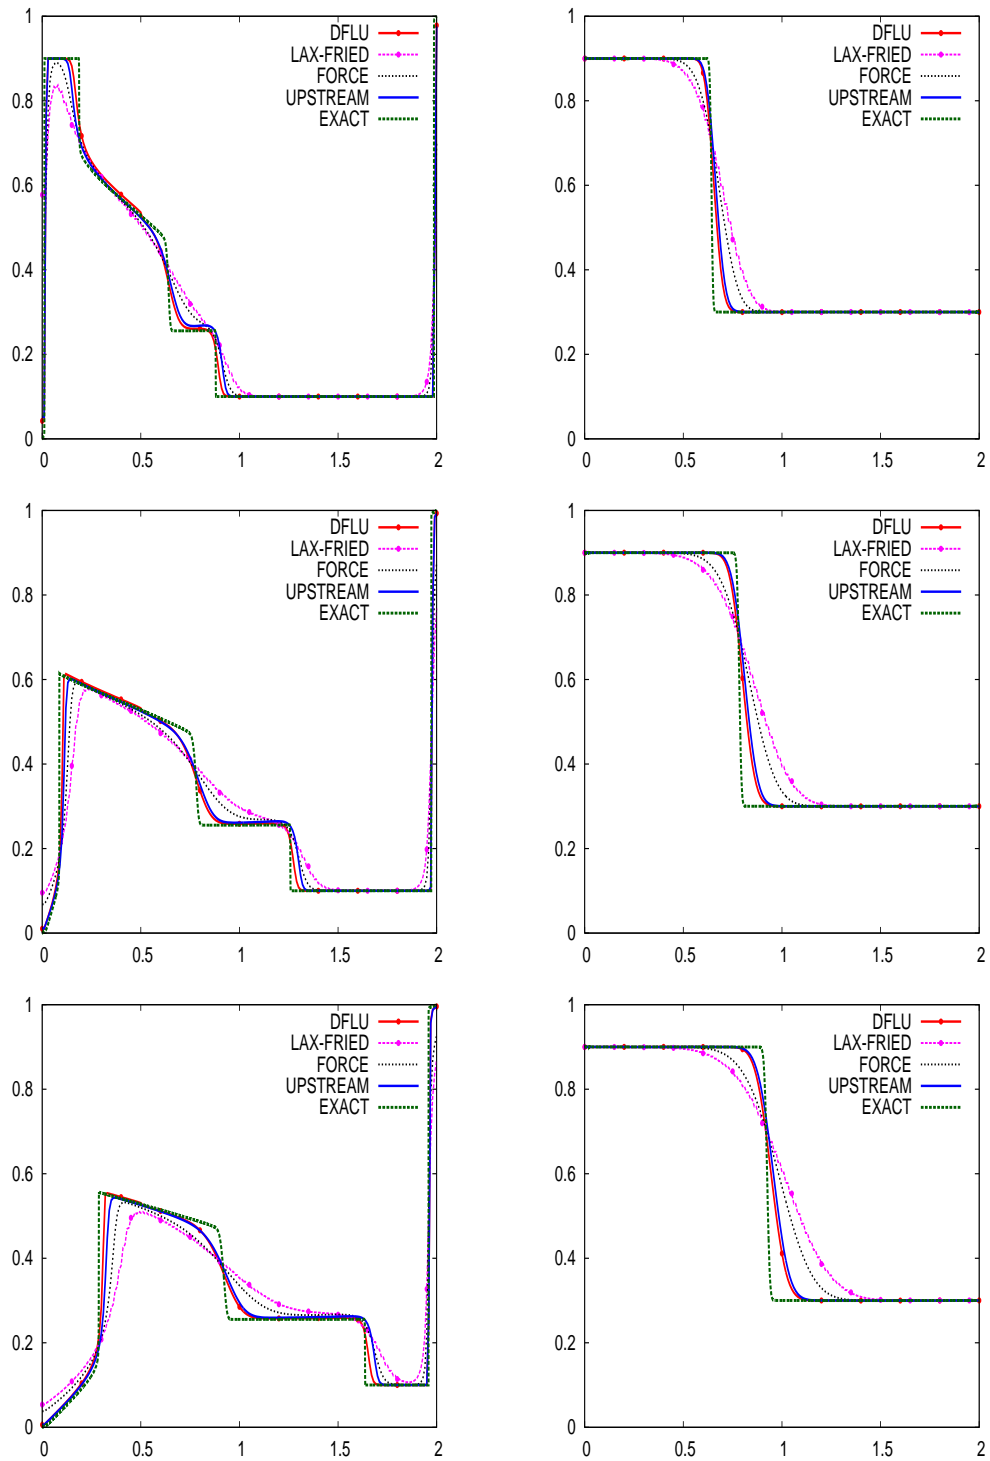 1
0.8
0.6
0.4
0.2
0
0 0.5 1 1.5 2
DFLU
LAX-FRIED
FORCE
UPSTREAM
EXACT
1
0.8
0.6
0.4
0.2
0
0 0.5 1 1.5 2
DFLU
LAX-FRIED
FORCE
UPSTREAM
EXACT
1
0.8
0.6
0.4
0.2
0
0 0.5 1 1.5 2
DFLU
LAX-FRIED
FORCE
UPSTREAM
EXACT
1
0.8
0.6
0.4
0.2
0
0 0.5 1 1.5 2
DFLU
LAX-FRIED
FORCE
UPSTREAM
EXACT
1
0.8
0.6
0.4
0.2
0
0 0.5 1 1.5 2
DFLU
LAX-FRIED
FORCE
UPSTREAM
EXACT
1
0.8
0.6
0.4
0.2
0
0 0.5 1 1.5 2
DFLU
LAX-FRIED
FORCE
UPSTREAM
EXACT